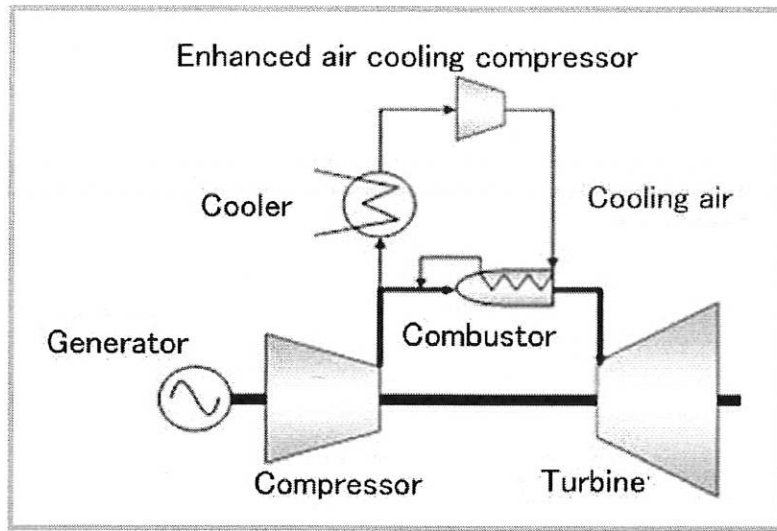 Enhanced air cooling compressor
Cooler
Cooling air
Combustor
Generator
Compressor
Turbine